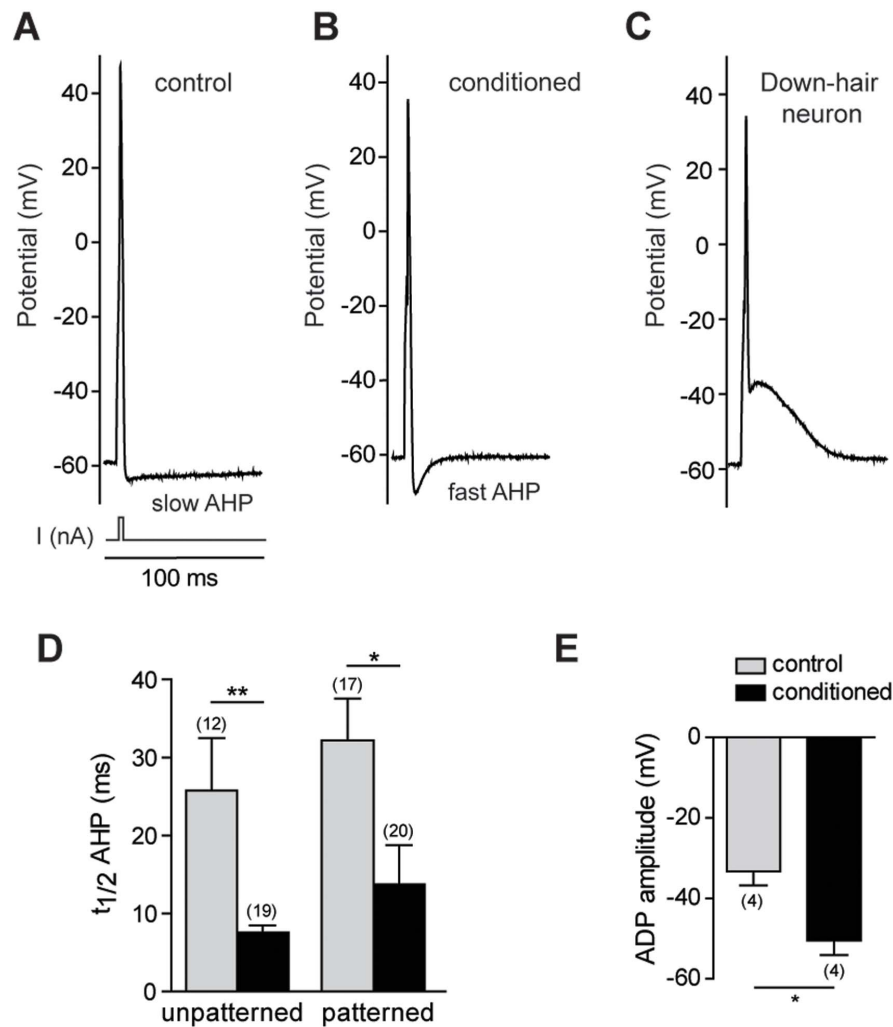 A
control
Potential (mV)
40
20
0
-20
-40
-60
slow AHP
I (nA)
100 ms
B
conditioned
Potential (mV)
40
20
0
-20
-40
-60
fast AHP
C
Down-hair
neuron
Potential (mV)
40
20
0
-20
-40
-60
D
t1/2 AHP (ms)
40
30
20
10
0
(12)
**
(19)
(17)
*
(20)
unpatterned
patterned
E
control
conditioned
ADP amplitude (mV)
0
-20
-40
-60
(4)
(4)
*